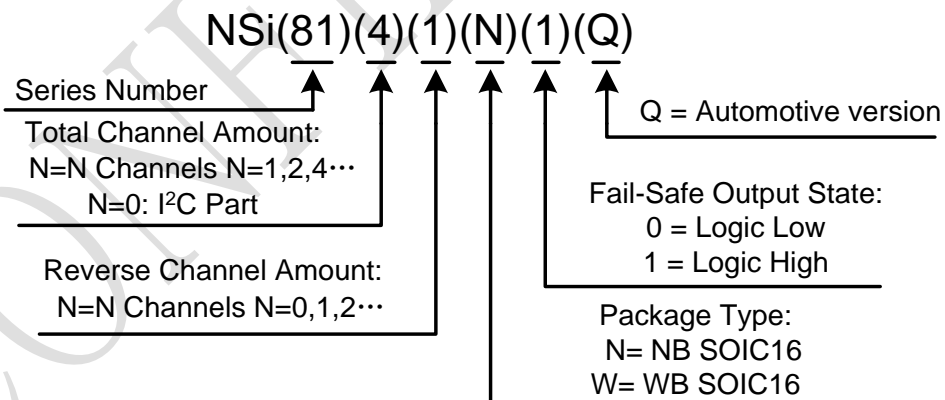 NSi(81)(4)(1)(N)(1)(Q)
Series Number
Total Channel Amount:
N=N Channels N=1,2,4⋯
N=0: I²C Part
Reverse Channel Amount:
N=N Channels N=0,1,2⋯
Q = Automotive version
Fail-Safe Output State:
0 = Logic Low
1 = Logic High
Package Type:
N= NB SOIC16
W= WB SOIC16